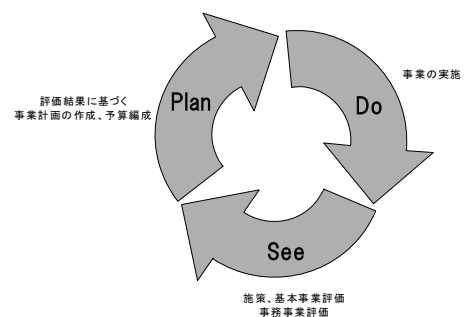 Plan
評価結果に基づく
事業計画の作成、予算編成
Do
事業の実施
See
施策、基本事業評価
事務事業評価